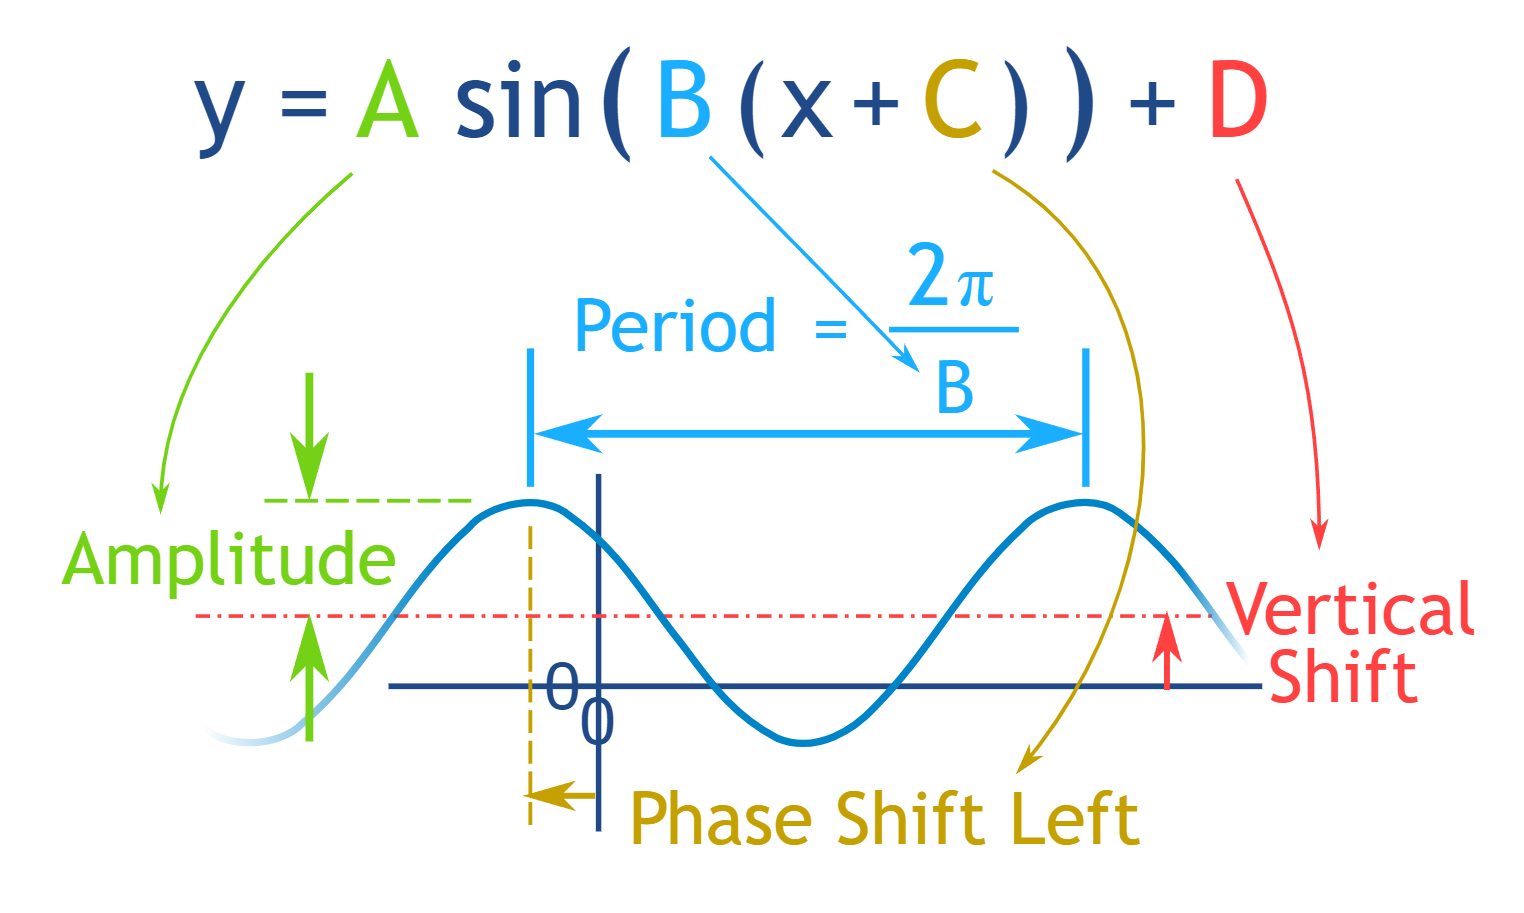 y = A sin(B(x+C))+D
Period = 2π
B
Amplitude
Vertical
Shift
0
0
Phase Shift Left